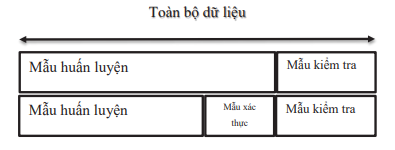 Toàn bộ dữ liệu
Mẫu huấn luyện
Mẫu kiểm tra
Mẫu huấn luyện
Mẫu xác
thực
Mẫu kiểm tra